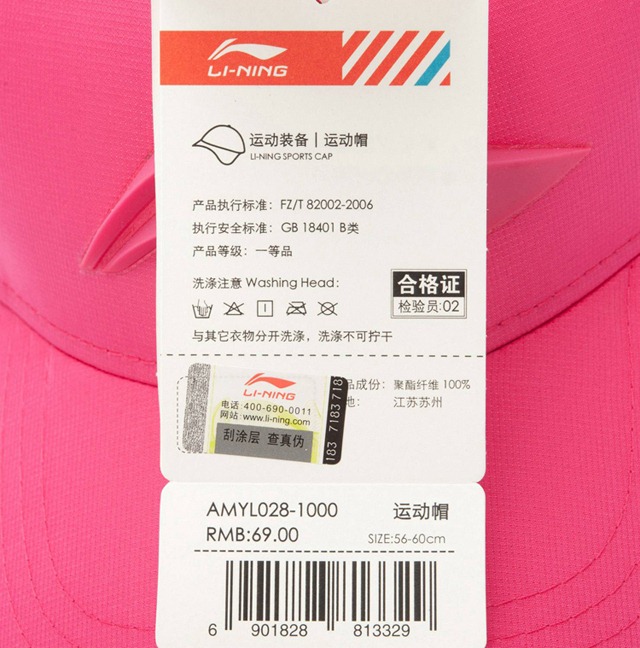 LI-NING
运动装备 | 运动帽
LI-NING SPORTS CAP
产品执行标准: FZ/T 82002-2006
执行安全标准: GB 18401 B类
产品等级: 一等品
洗涤注意 Washing Head:
合格证
检验员:02
与其它衣物分开洗涤，洗涤不可拧干
品成份: 聚酯纤维 100%
地: 江苏苏州
LI-NING
电话:400-690-0011
网站:www.li-ning.com
刮涂层 查真伪
183 7183 718
AMYL028-1000 运动帽
RMB:69.00 SIZE:56-60cm
6 901828 813329